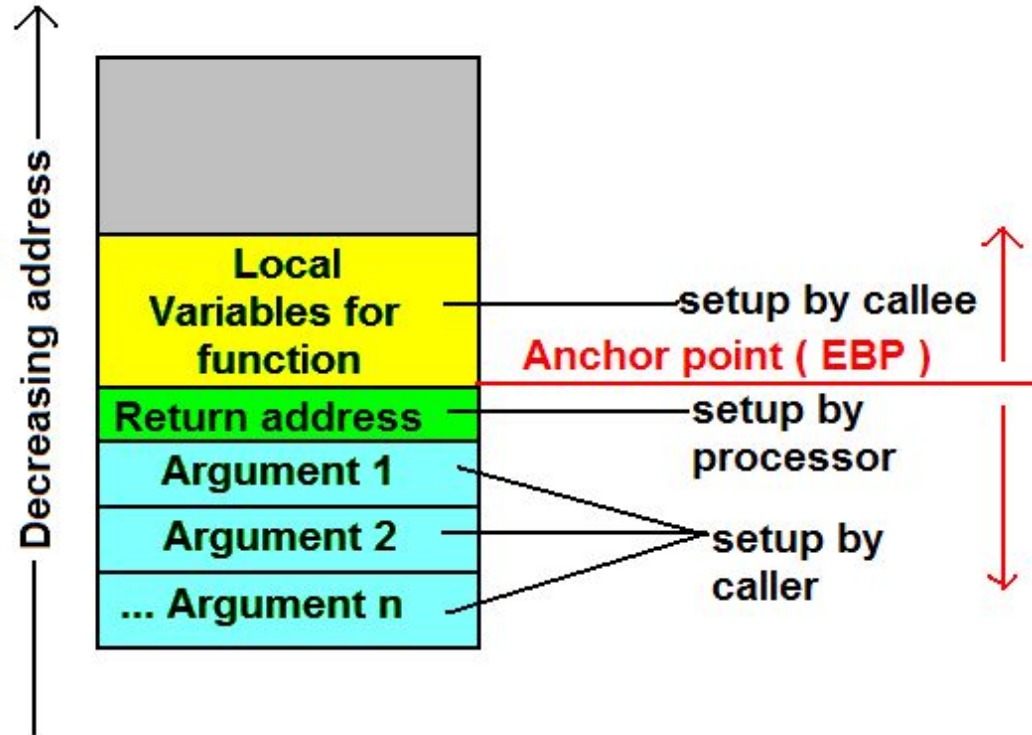 Decreasing address
Local
Variables for
function
setup by callee
Anchor point ( EBP )
Return address
setup by
processor
Argument 1
Argument 2
... Argument n
setup by
caller